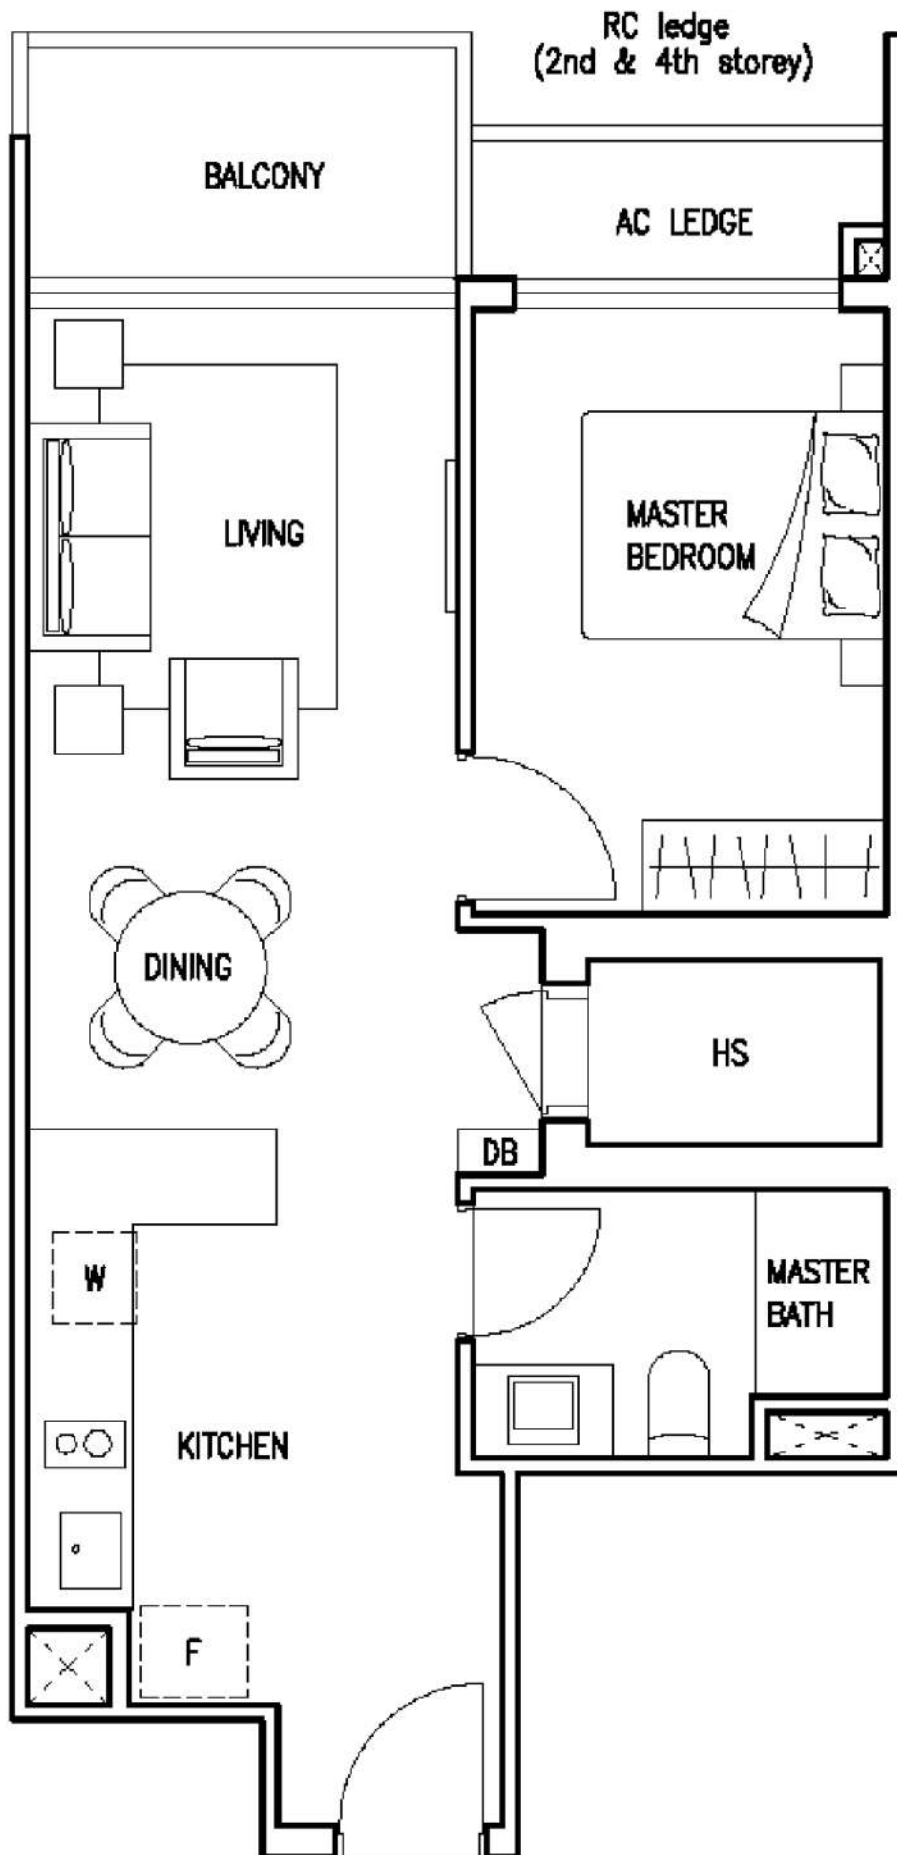 RC ledge
(2nd & 4th storey)
BALCONY
AC LEDGE
LIVING
MASTER
BEDROOM
DINING
HS
DB
W
MASTER
BATH
KITCHEN
F